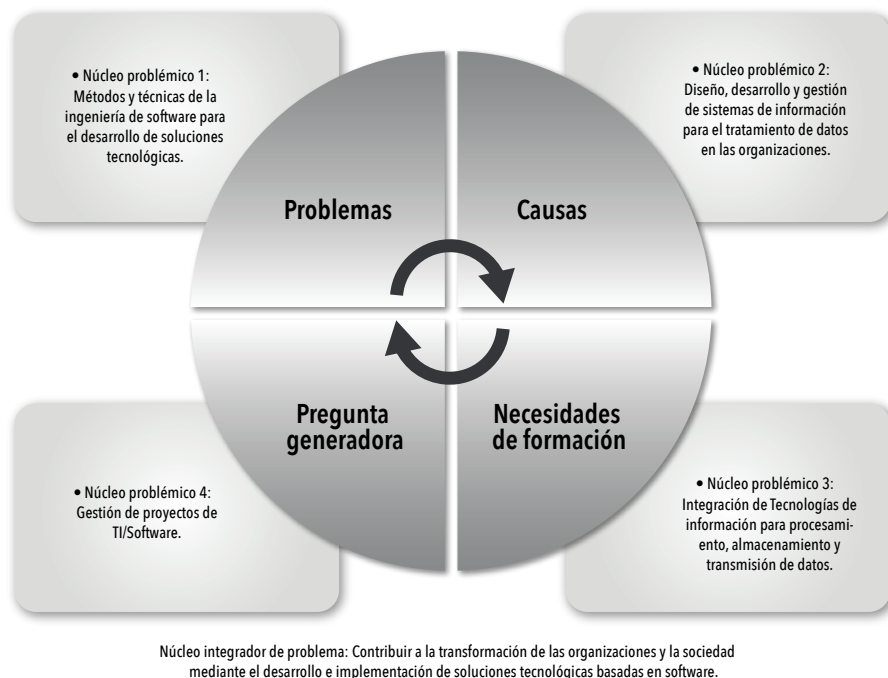 • Núcleo problémico 1:
Métodos y técnicas de la
ingeniería de software para
el desarrollo de soluciones
tecnológicas.
• Núcleo problémico 2:
Diseño, desarrollo y gestión
de sistemas de información
para el tratamiento de datos
en las organizaciones.
Problemas
Causas
Pregunta
generadora
Necesidades
de formación
• Núcleo problémico 4:
Gestión de proyectos de
TI/Software.
• Núcleo problémico 3:
Integración de Tecnologías de
información para procesami-
ento, almacenamiento y
transmisión de datos.
Núcleo integrador de problema: Contribuir a la transformación de las organizaciones y la sociedad
mediante el desarrollo e implementación de soluciones tecnológicas basadas en software.